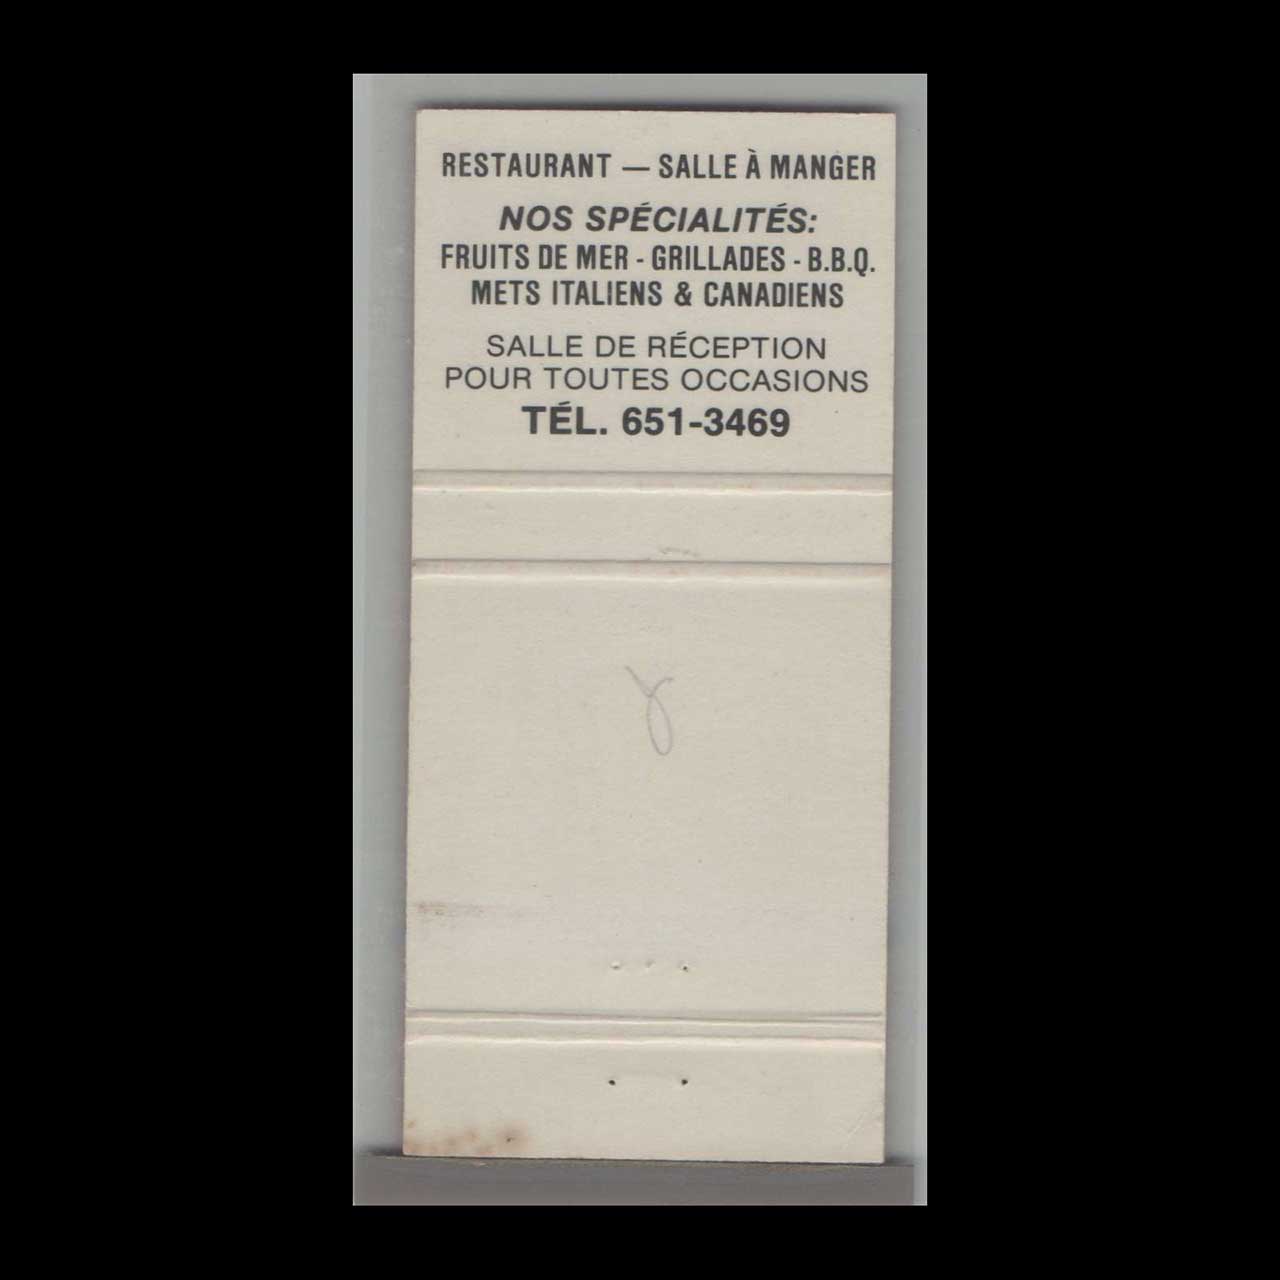 RESTAURANT — SALLE À MANGER
NOS SPÉCIALITÉS:
FRUITS DE MER - GRILLADES - B.B.Q.
METS ITALIENS & CANADIENS
SALLE DE RÉCEPTION
POUR TOUTES OCCASIONS
TÉL. 651-3469